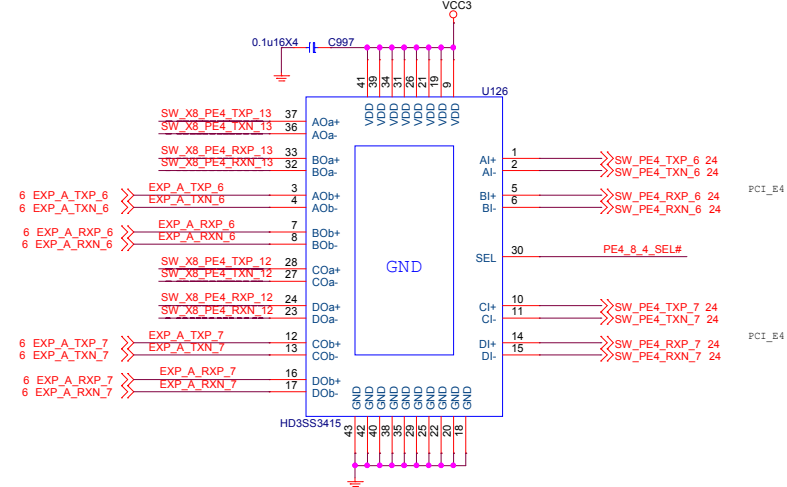 VCC3
0.1u16X4 C997
41 39 34 31 26 21 19 9
U126
VDD VDD VDD VDD VDD VDD VDD VDD
SW_X8_PE4_TXP_13 37 AOa+
SW_X8_PE4_TXN_13 36 AOa-
SW_X8_PE4_RXP_13 33 BOa+
SW_X8_PE4_RXN_13 32 BOa-
6 EXP_A_TXP_6 EXP_A_TXP_6 3 AOb+
6 EXP_A_TXN_6 EXP_A_TXN_6 4 AOb-
6 EXP_A_RXP_6 EXP_A_RXP_6 7 BOb+
6 EXP_A_RXN_6 EXP_A_RXN_6 8 BOb-
SW_X8_PE4_TXP_12 28 COa+
SW_X8_PE4_TXN_12 27 COa-
SW_X8_PE4_RXP_12 24 DOa+
SW_X8_PE4_RXN_12 23 DOa-
6 EXP_A_TXP_7 EXP_A_TXP_7 12 COb+
6 EXP_A_TXN_7 EXP_A_TXN_7 13 COb-
6 EXP_A_RXP_7 EXP_A_RXP_7 16 DOb+
6 EXP_A_RXN_7 EXP_A_RXN_7 17 DOb-
GND
AI+ 1 SW_PE4_TXP_6 24
AI- 2 SW_PE4_TXN_6 24
BI+ 5 SW_PE4_RXP_6 24
BI- 6 SW_PE4_RXN_6 24
PCI_E4
SEL 30 PE4_8_4_SEL#
CI+ 10 SW_PE4_TXP_7 24
CI- 11 SW_PE4_TXN_7 24
DI+ 14 SW_PE4_RXP_7 24
DI- 15 SW_PE4_RXN_7 24
PCI_E4
GND GND GND GND GND GND GND GND GND GND
HD3SS3415
43 42 40 38 35 29 25 22 20 18